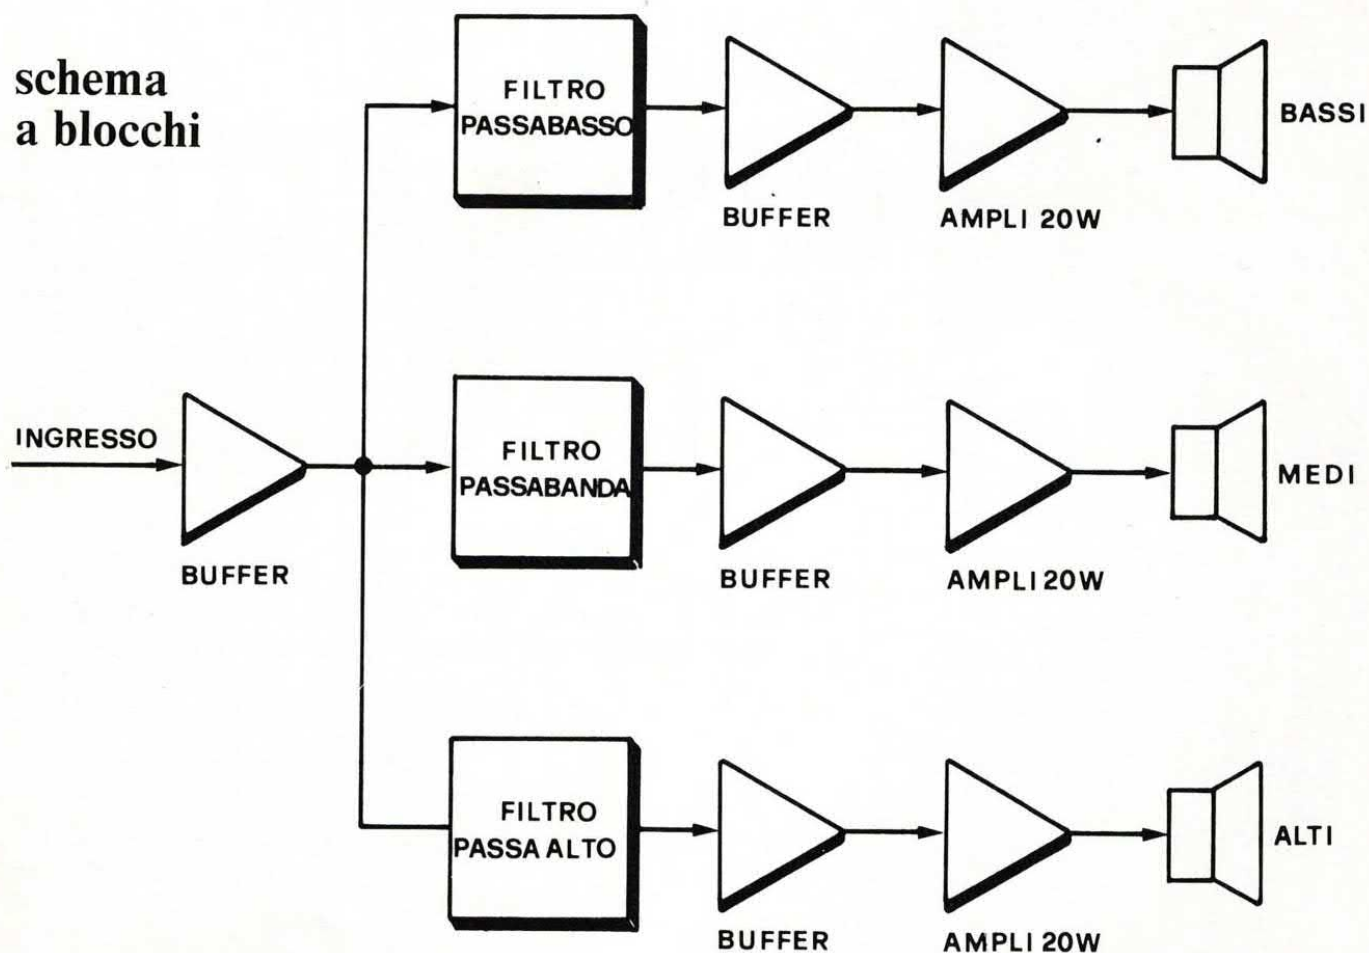 schema
a blocchi
FILTRO
PASSABASSO
BUFFER
AMPLI 20W
BASSI
INGRESSO
BUFFER
FILTRO
PASSABANDA
BUFFER
AMPLI 20W
MEDI
FILTRO
PASSA ALTO
BUFFER
AMPLI 20W
ALTI